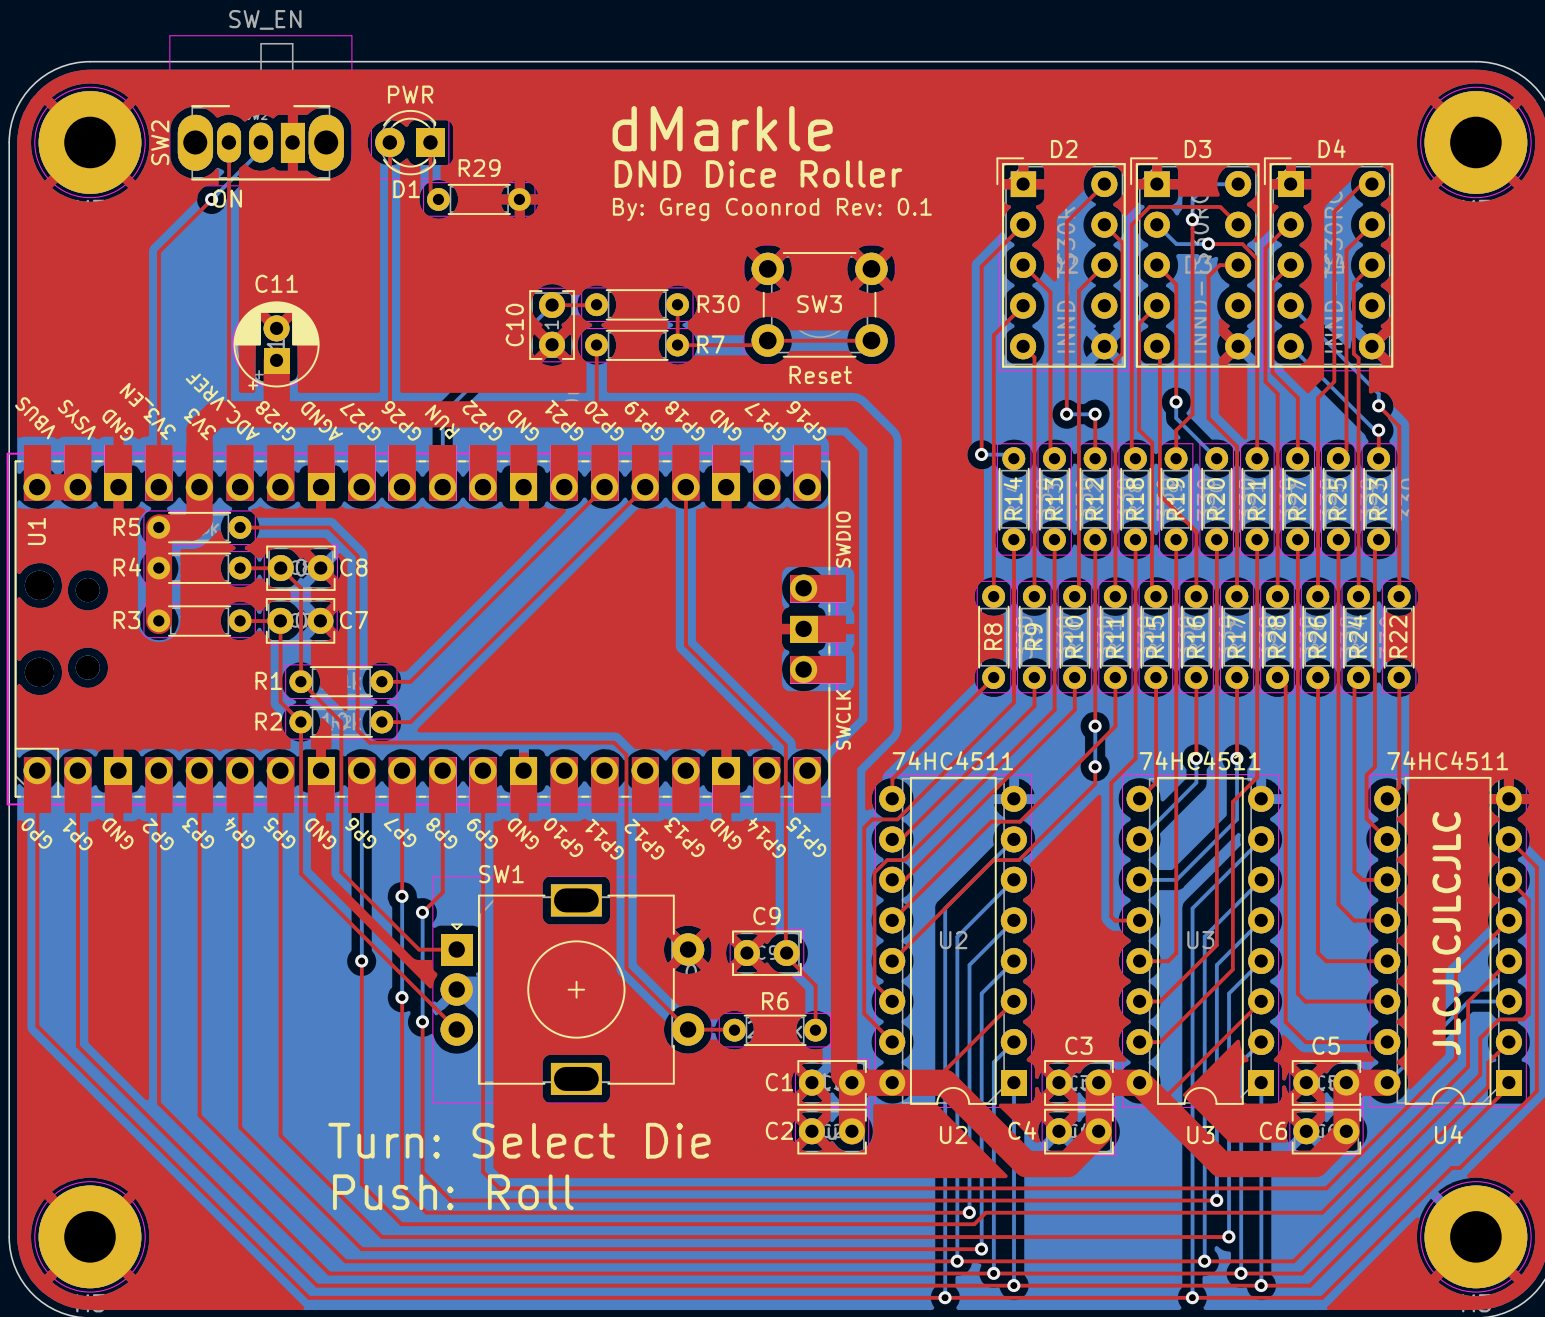 SW_EN
PWR
SW2
ON
D1
R29
dMarkle
DND Dice Roller
By: Greg Coonrod Rev: 0.1
D2
D3
D4
C11
C10
R30
R7
SW3
Reset
VBUS
VSYS
GND
3V3_EN
3V3
ADC_VREF
GP28
AGND
GP27
GP26
RUN
GP22
GND
GP21
GP20
GP19
GP18
GND
GP17
GP16
U1
R5
R4
R3
C8
C7
R1
R2
SWDIO
SWCLK
R14
R13
R12
R18
R19
R20
R21
R27
R25
R23
R8
R9
R10
R11
R15
R16
R17
R28
R26
R24
R22
74HC4511
74HC4511
74HC4511
GP0
GP1
GND
GP2
GP3
GP4
GP5
GND
GP6
GP7
GP8
GP9
GND
GP10
GP11
GP12
GP13
GND
GP14
GP15
SW1
C9
R6
U2
U3
JLCJLCJLCJLC
C1
C2
C3
C4
C5
C6
U2
U3
U4
Turn: Select Die
Push: Roll